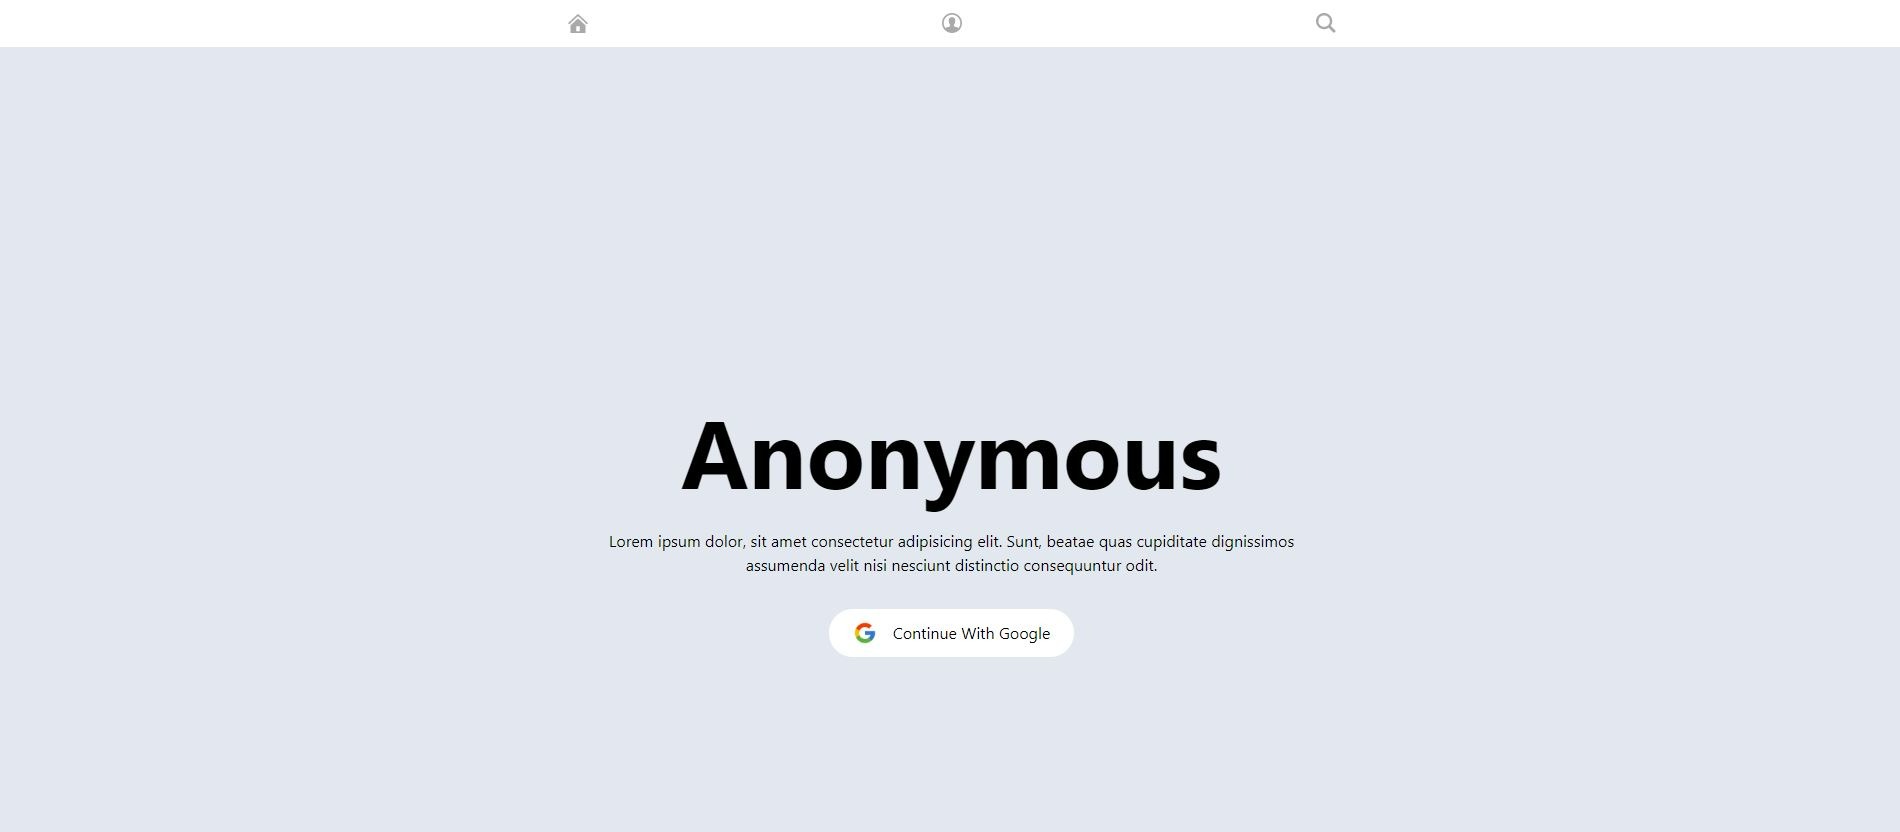 Anonymous
Lorem ipsum dolor, sit amet consectetur adipisicing elit. Sunt, beatae quas cupiditate dignissimos
assumenda velit nisi nesciunt distinctio consequuntur odit.
Continue With Google